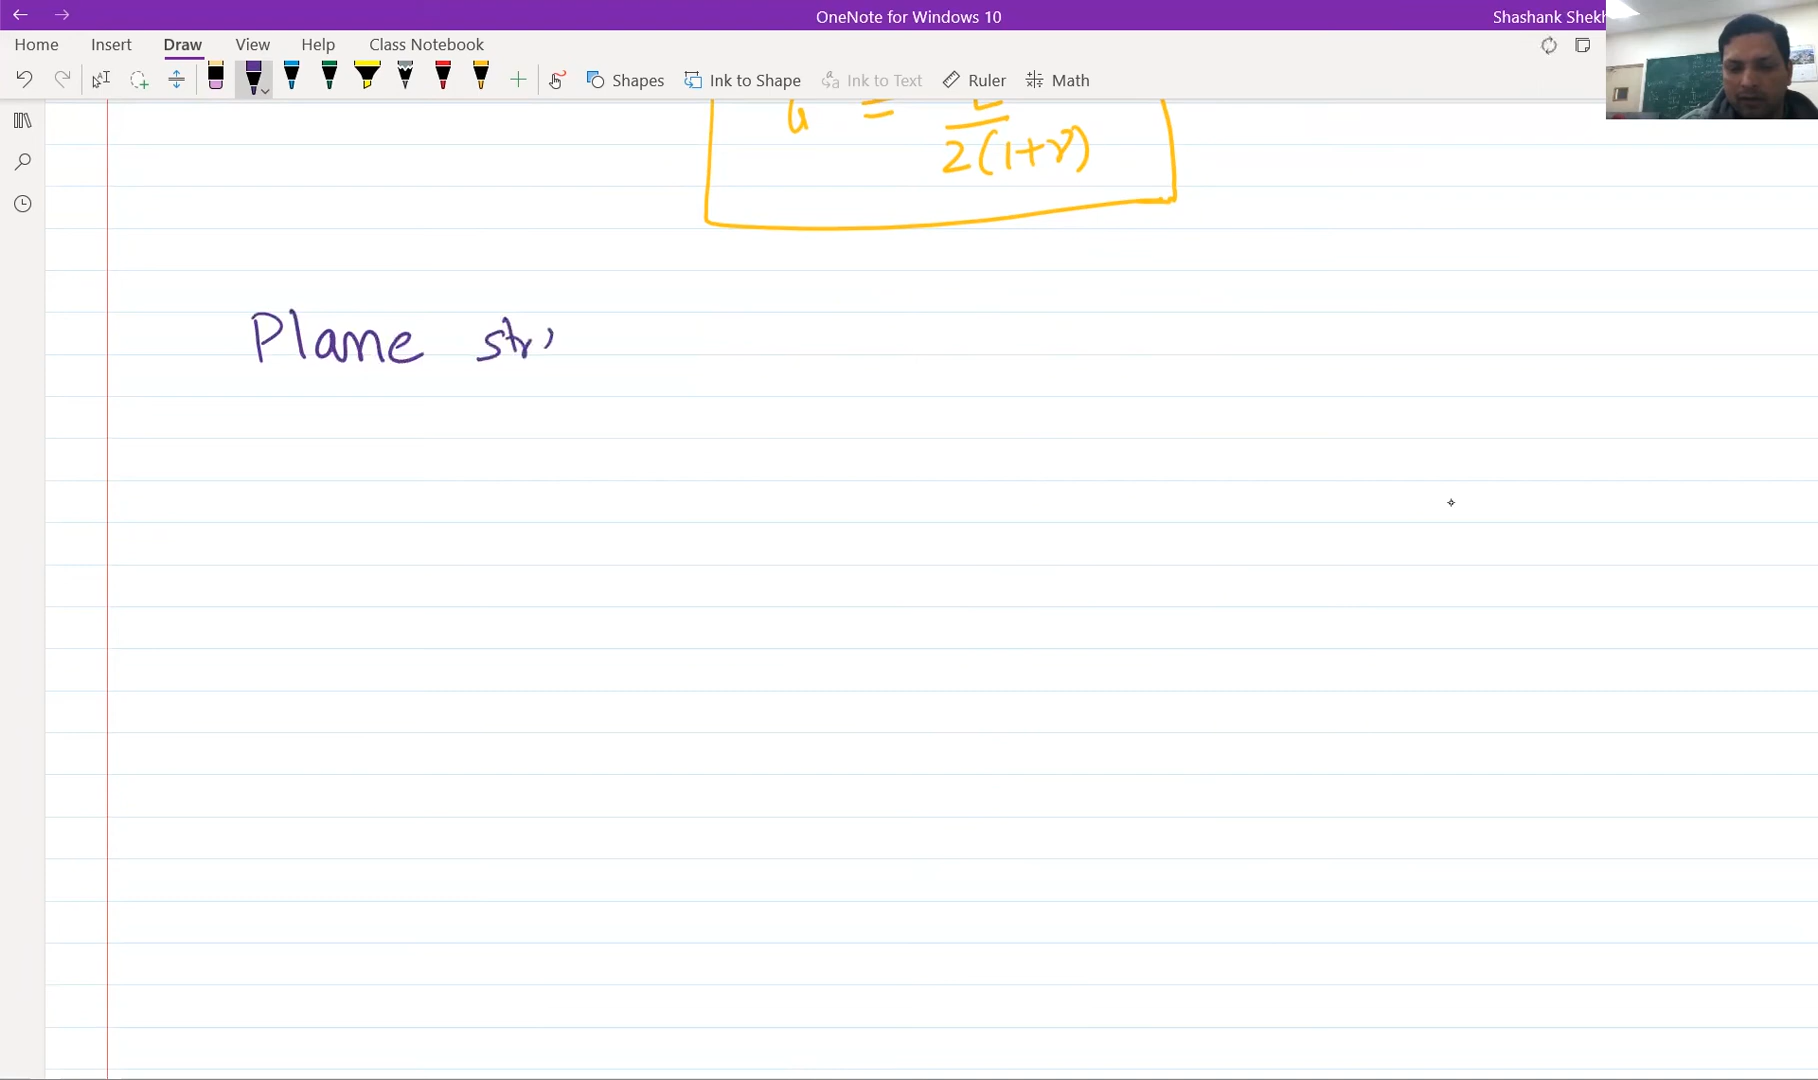 OneNote for Windows 10
Shashank Shekh
Home Insert Draw View Help Class Notebook
Shapes Ink to Shape Ink to Text Ruler Math
=
2(1+ν)
Plane str